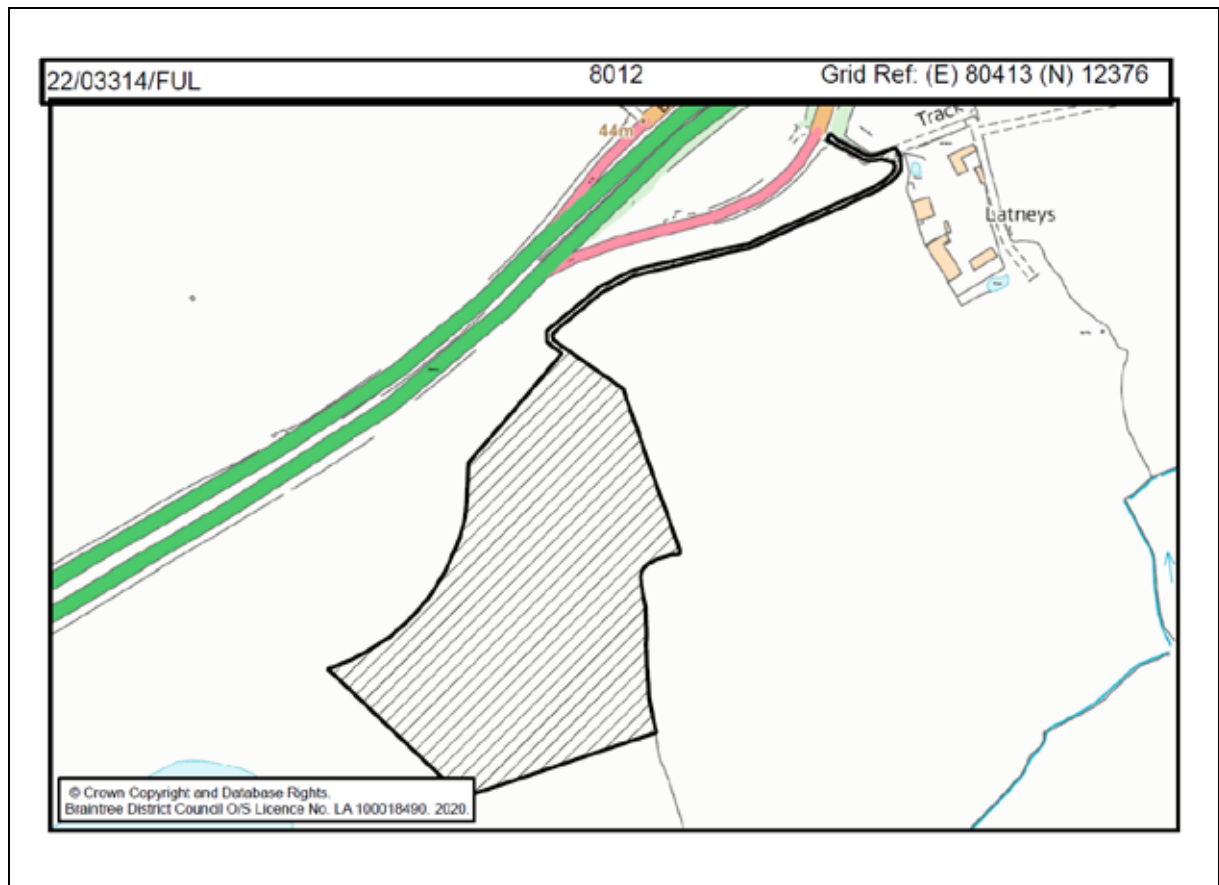 22/03314/FUL
8012
Grid Ref: (E) 80413 (N) 12376
44m
Track
Latneys
© Crown Copyright and Database Rights.
Braintree District Council O/S Licence No. LA 100018490. 2020.